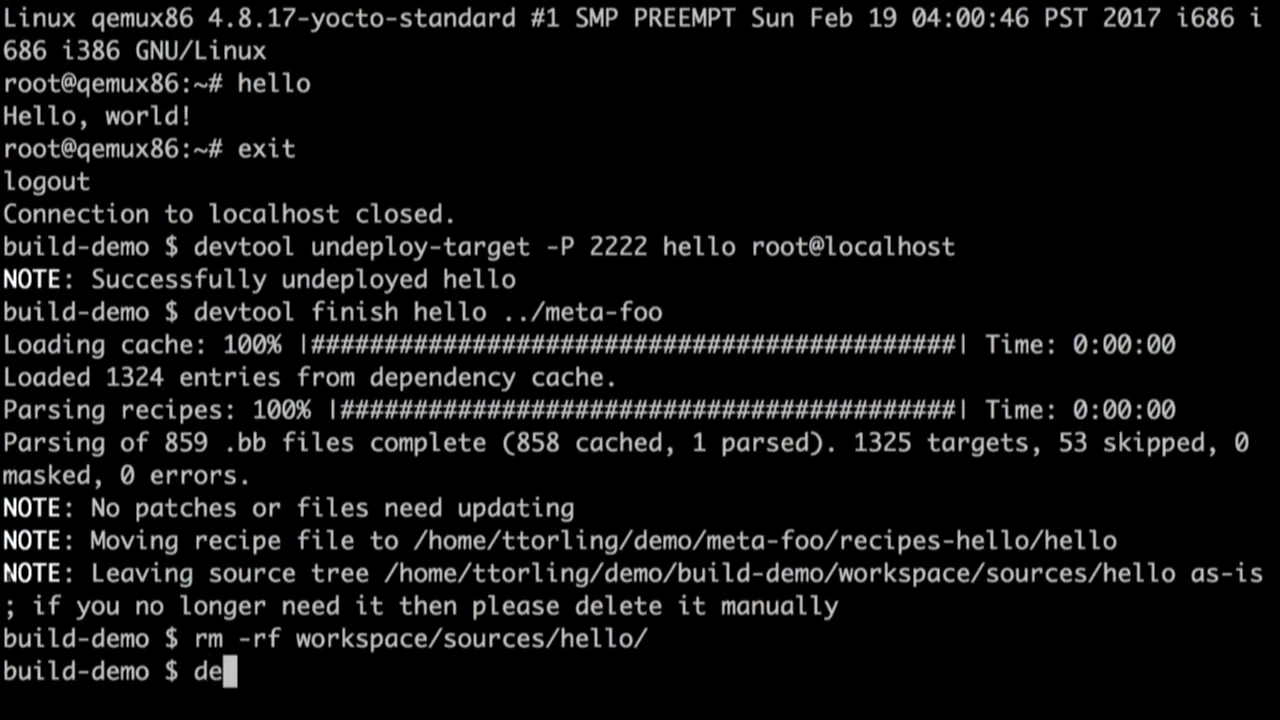 Linux qemux86 4.8.17-yocto-standard #1 SMP PREEMPT Sun Feb 19 04:00:46 PST 2017 i686 i
686 i386 GNU/Linux
root@qemux86:~# hello
Hello, world!
root@qemux86:~# exit
logout
Connection to localhost closed.
build-demo $ devtool undeploy-target -P 2222 hello root@localhost
NOTE: Successfully undeployed hello
build-demo $ devtool finish hello ../meta-foo
Loading cache: 100% |############################################| Time: 0:00:00
Loaded 1324 entries from dependency cache.
Parsing recipes: 100% |##########################################| Time: 0:00:00
Parsing of 859 .bb files complete (858 cached, 1 parsed). 1325 targets, 53 skipped, 0
masked, 0 errors.
NOTE: No patches or files need updating
NOTE: Moving recipe file to /home/ttorling/demo/meta-foo/recipes-hello/hello
NOTE: Leaving source tree /home/ttorling/demo/build-demo/workspace/sources/hello as-is
; if you no longer need it then please delete it manually
build-demo $ rm -rf workspace/sources/hello/
build-demo $ de